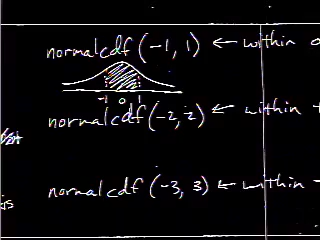 normalcdf(-1, 1) ← within
-1 0 1
normalcdf(-2, 2) ← within
normalcdf(-3, 3) ← within